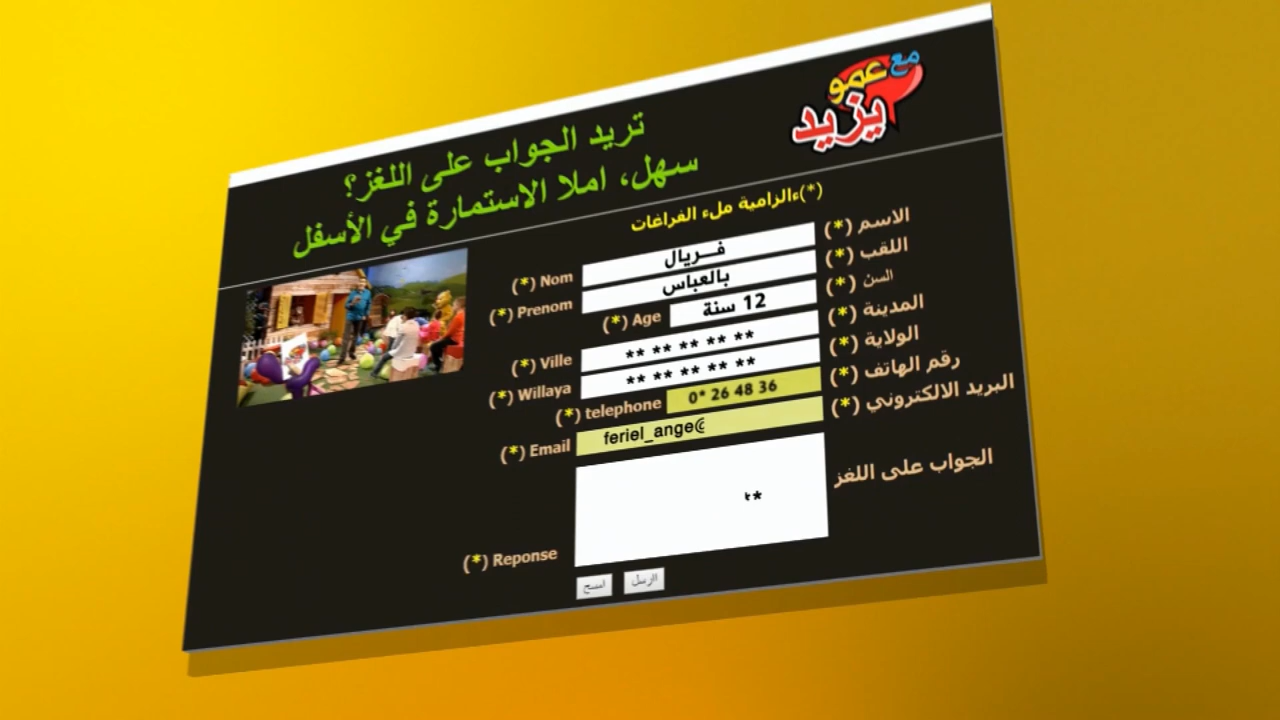 مع عمو يزيد
تريد الجواب على اللغز؟
سهل، املا الاستمارة في الأسفل
(*)ءالزامية ملء الفراغات
(*) Nom فـريال (*) الاسم
(*) Prenom بالعباس (*) اللقب
(*) Age 12 سنة (*) السن
(*) Ville ** ** ** ** ** (*) المدينة
(*) Willaya ** ** ** ** ** (*) الولاية
(*) telephone 0* 26 48 36 (*) رقم الهاتف
(*) Email feriel_ange@ (*) البريد الالكتروني
الجواب على اللغز
(*) Reponse
امسح ارسل